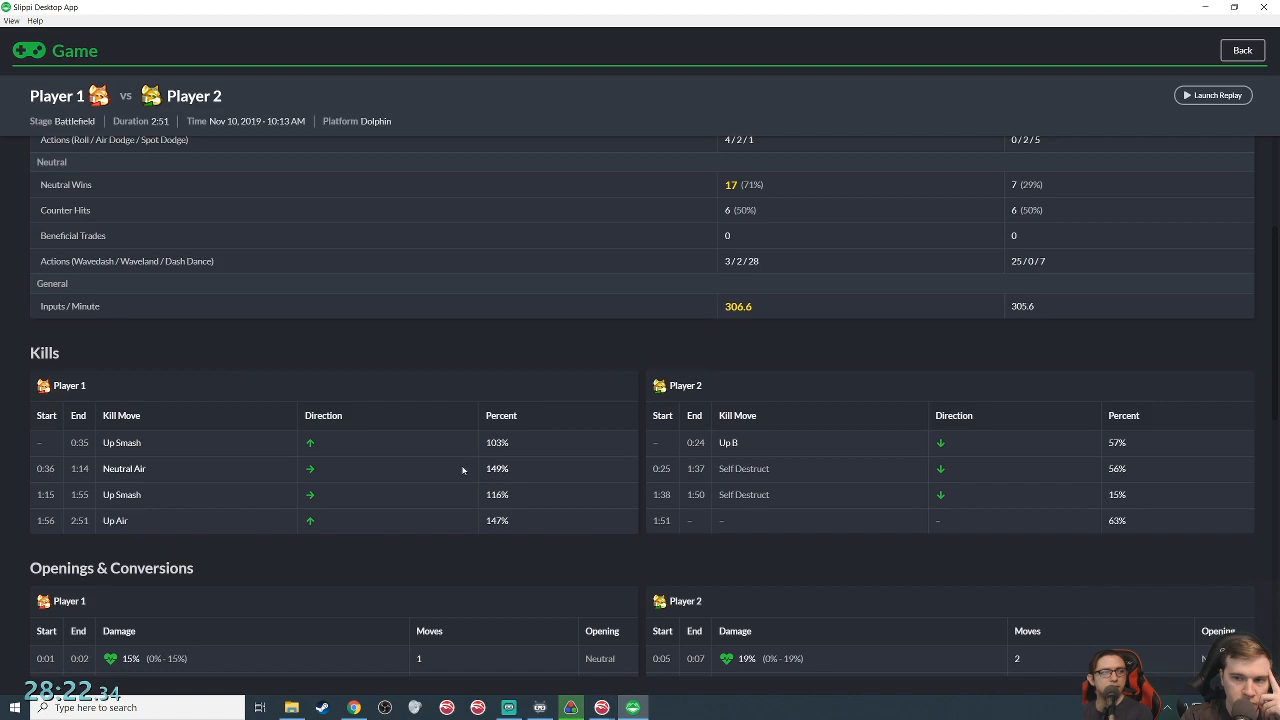 Slippi Desktop App
View Help
Game
Back
Player 1 vs Player 2
Launch Replay
Stage Battlefield Duration 2:51 Time Nov 10, 2019 · 10:13 AM Platform Dolphin
Actions (Roll / Air Dodge / Spot Dodge) 4 / 2 / 1 0 / 2 / 5
Neutral
Neutral Wins 17 (71%) 7 (29%)
Counter Hits 6 (50%) 6 (50%)
Beneficial Trades 0 0
Actions (Wavedash / Waveland / Dash Dance) 3 / 2 / 28 25 / 0 / 7
General
Inputs / Minute 306.6 305.6
Kills
Player 1 Player 2
Start End Kill Move Direction Percent Start End Kill Move Direction Percent
– 0:35 Up Smash ↑ 103% – 0:24 Up B ↓ 57%
0:36 1:14 Neutral Air → 149% 0:25 1:37 Self Destruct ↓ 56%
1:15 1:55 Up Smash → 116% 1:38 1:50 Self Destruct ↓ 15%
1:56 2:51 Up Air ↑ 147% 1:51 – – – 63%
Openings & Conversions
Player 1 Player 2
Start End Damage Moves Opening Start End Damage Moves
0:01 0:02 15% (0% - 15%) 1 Neutral 0:05 0:07 19% (0% - 19%) 2
28:22.34
Type here to search